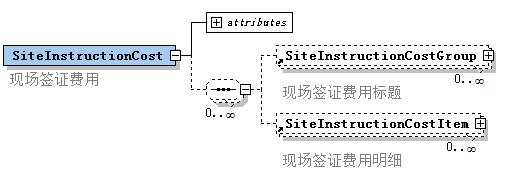 attributes
SiteInstructionCost
现场签证费用
0..∞
SiteInstructionCostGroup
0..∞
现场签证费用标题
SiteInstructionCostItem
0..∞
现场签证费用明细